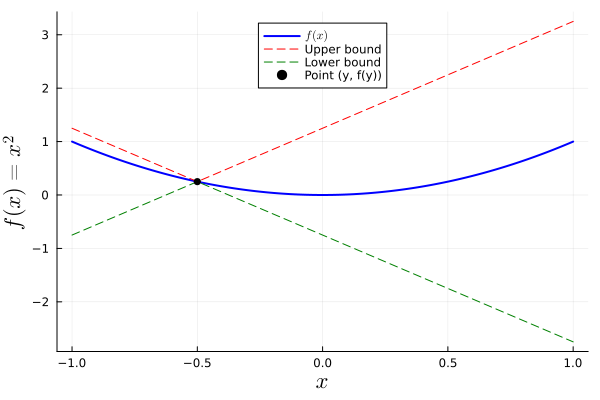 f(x)
Upper bound
Lower bound
Point (y, f(y))
3
2
1
0
−1
−2
f(x) = x²
−1.0
−0.5
0.0
0.5
1.0
x